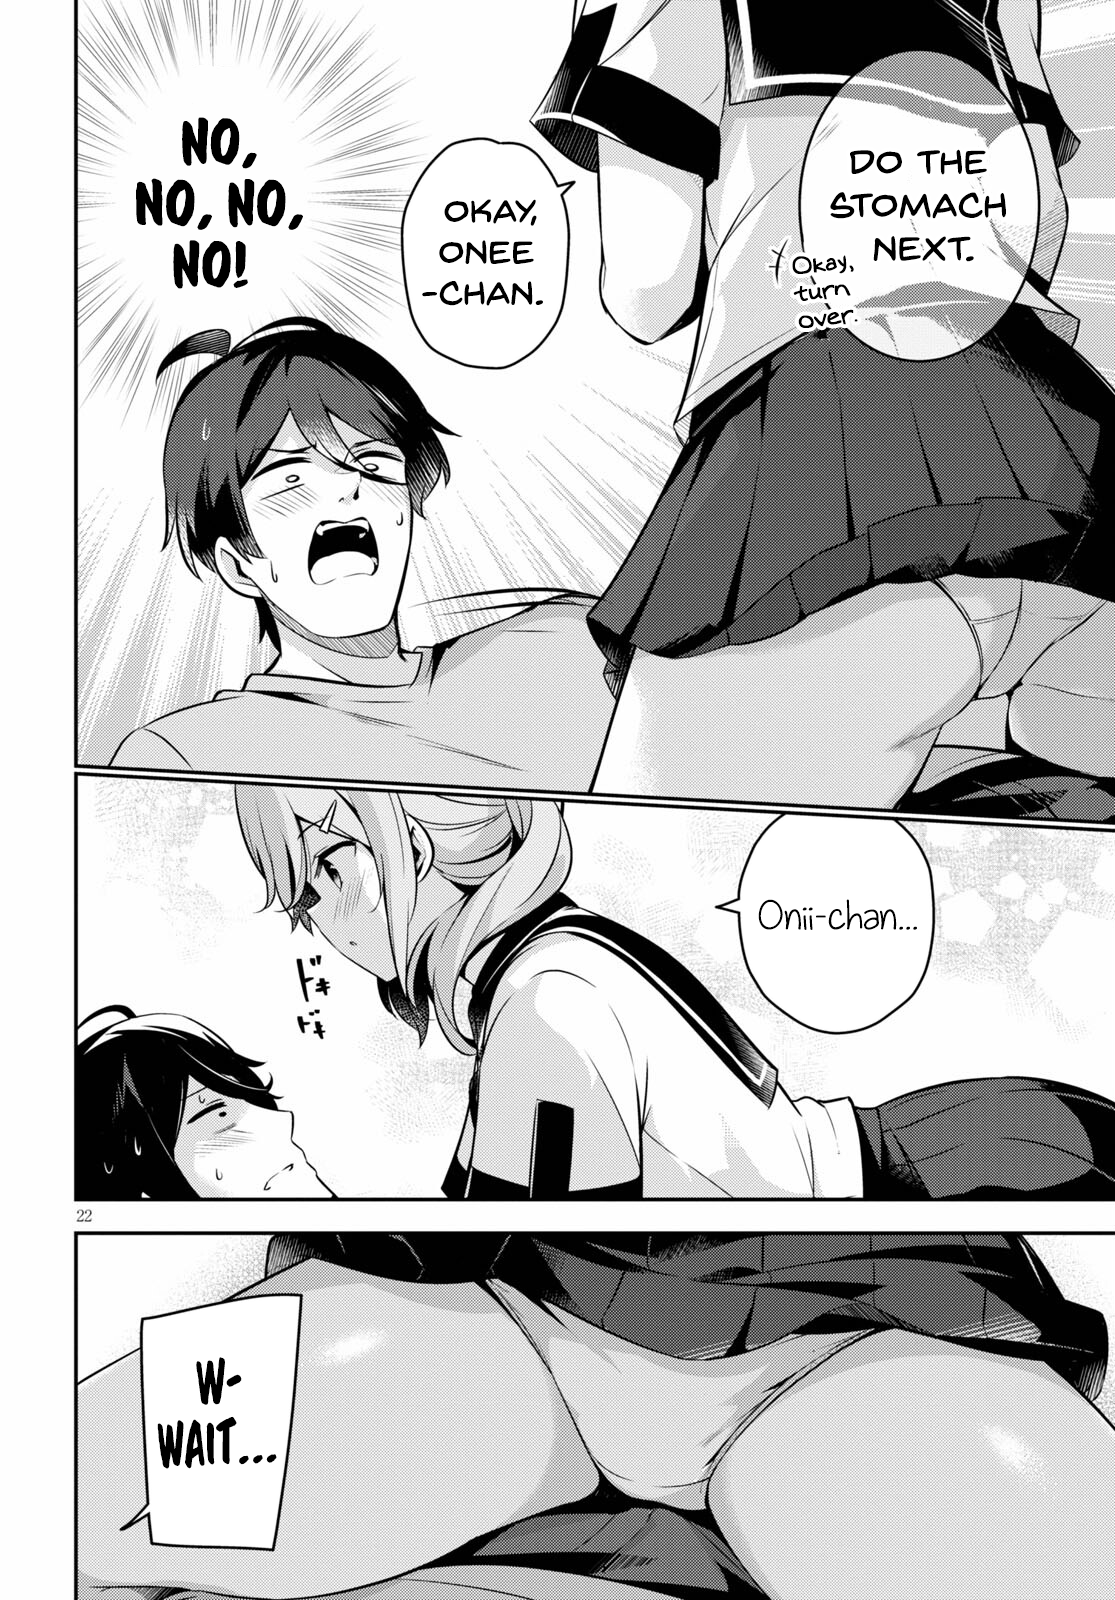 DO THE
STOMACH
NEXT.
Okay,
turn
over.
OKAY,
ONEE
-CHAN.
NO,
NO, NO,
NO!
Onii-chan...
ドキ
ドキ
22
W-
WAIT...